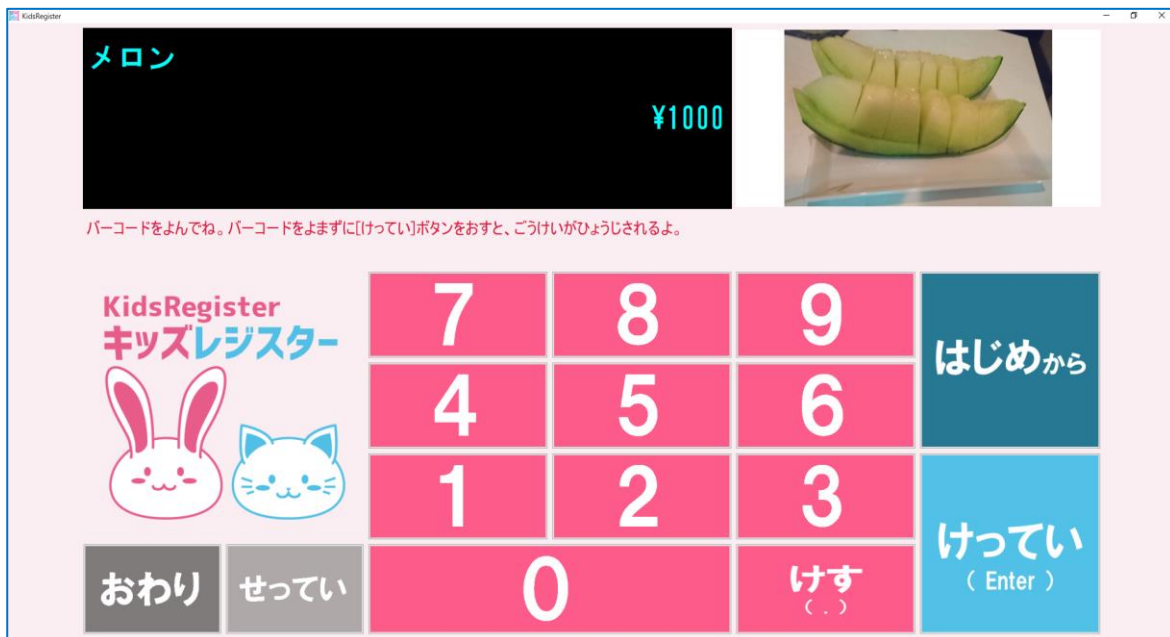 KidsRegister
メロン
¥1000
バーコードをよんでね。バーコードをよまずに[けってい]ボタンをおすと、ごうけいがひょうじされるよ。
KidsRegister
キッズレジスター
7
8
9
はじめから
4
5
6
1
2
3
けってい
( Enter )
おわり
せってい
0
けす
( . )